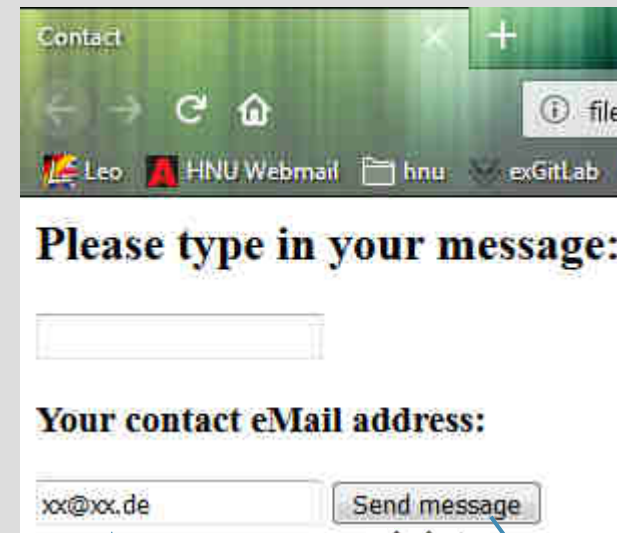 Contact
file
Leo HNU Webmail hnu exGitLab
Please type in your message:
Your contact eMail address:
xx@xx.de Send message